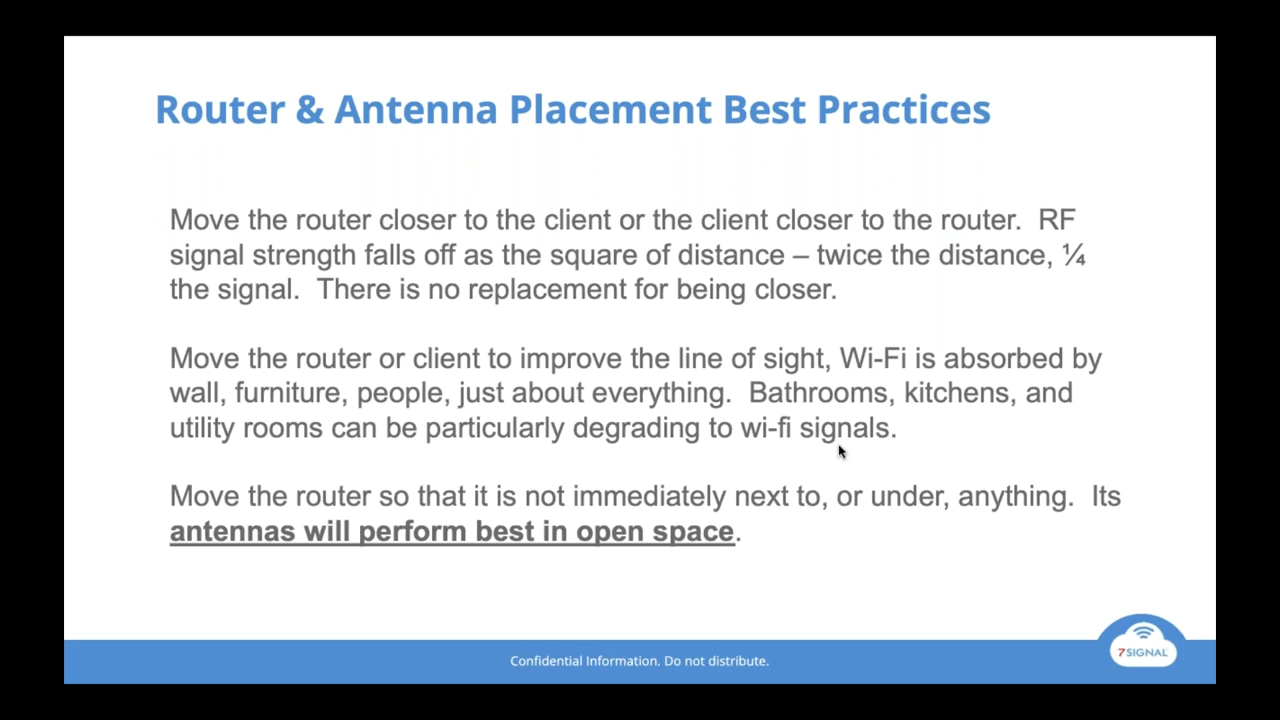 Router & Antenna Placement Best Practices
Move the router closer to the client or the client closer to the router.  RF
signal strength falls off as the square of distance – twice the distance, ¼
the signal.  There is no replacement for being closer.
Move the router or client to improve the line of sight, Wi-Fi is absorbed by
wall, furniture, people, just about everything.  Bathrooms, kitchens, and
utility rooms can be particularly degrading to wi-fi signals.
Move the router so that it is not immediately next to, or under, anything.  Its
antennas will perform best in open space.
Confidential Information. Do not distribute.
7SIGNAL